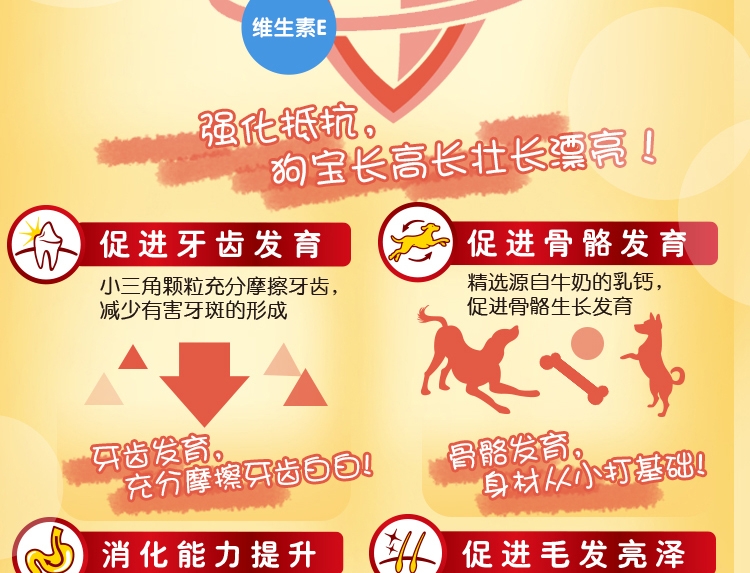 维生素E
强化抵抗，
狗宝长高长壮长漂亮！
促进牙齿发育
小三角颗粒充分摩擦牙齿，
减少有害牙斑的形成
牙齿发育，
充分摩擦牙齿白白！
促进骨骼发育
精选源自牛奶的乳钙，
促进骨骼生长发育
骨骼发育，
身材从小打基础！
消化能力提升
促进毛发亮泽